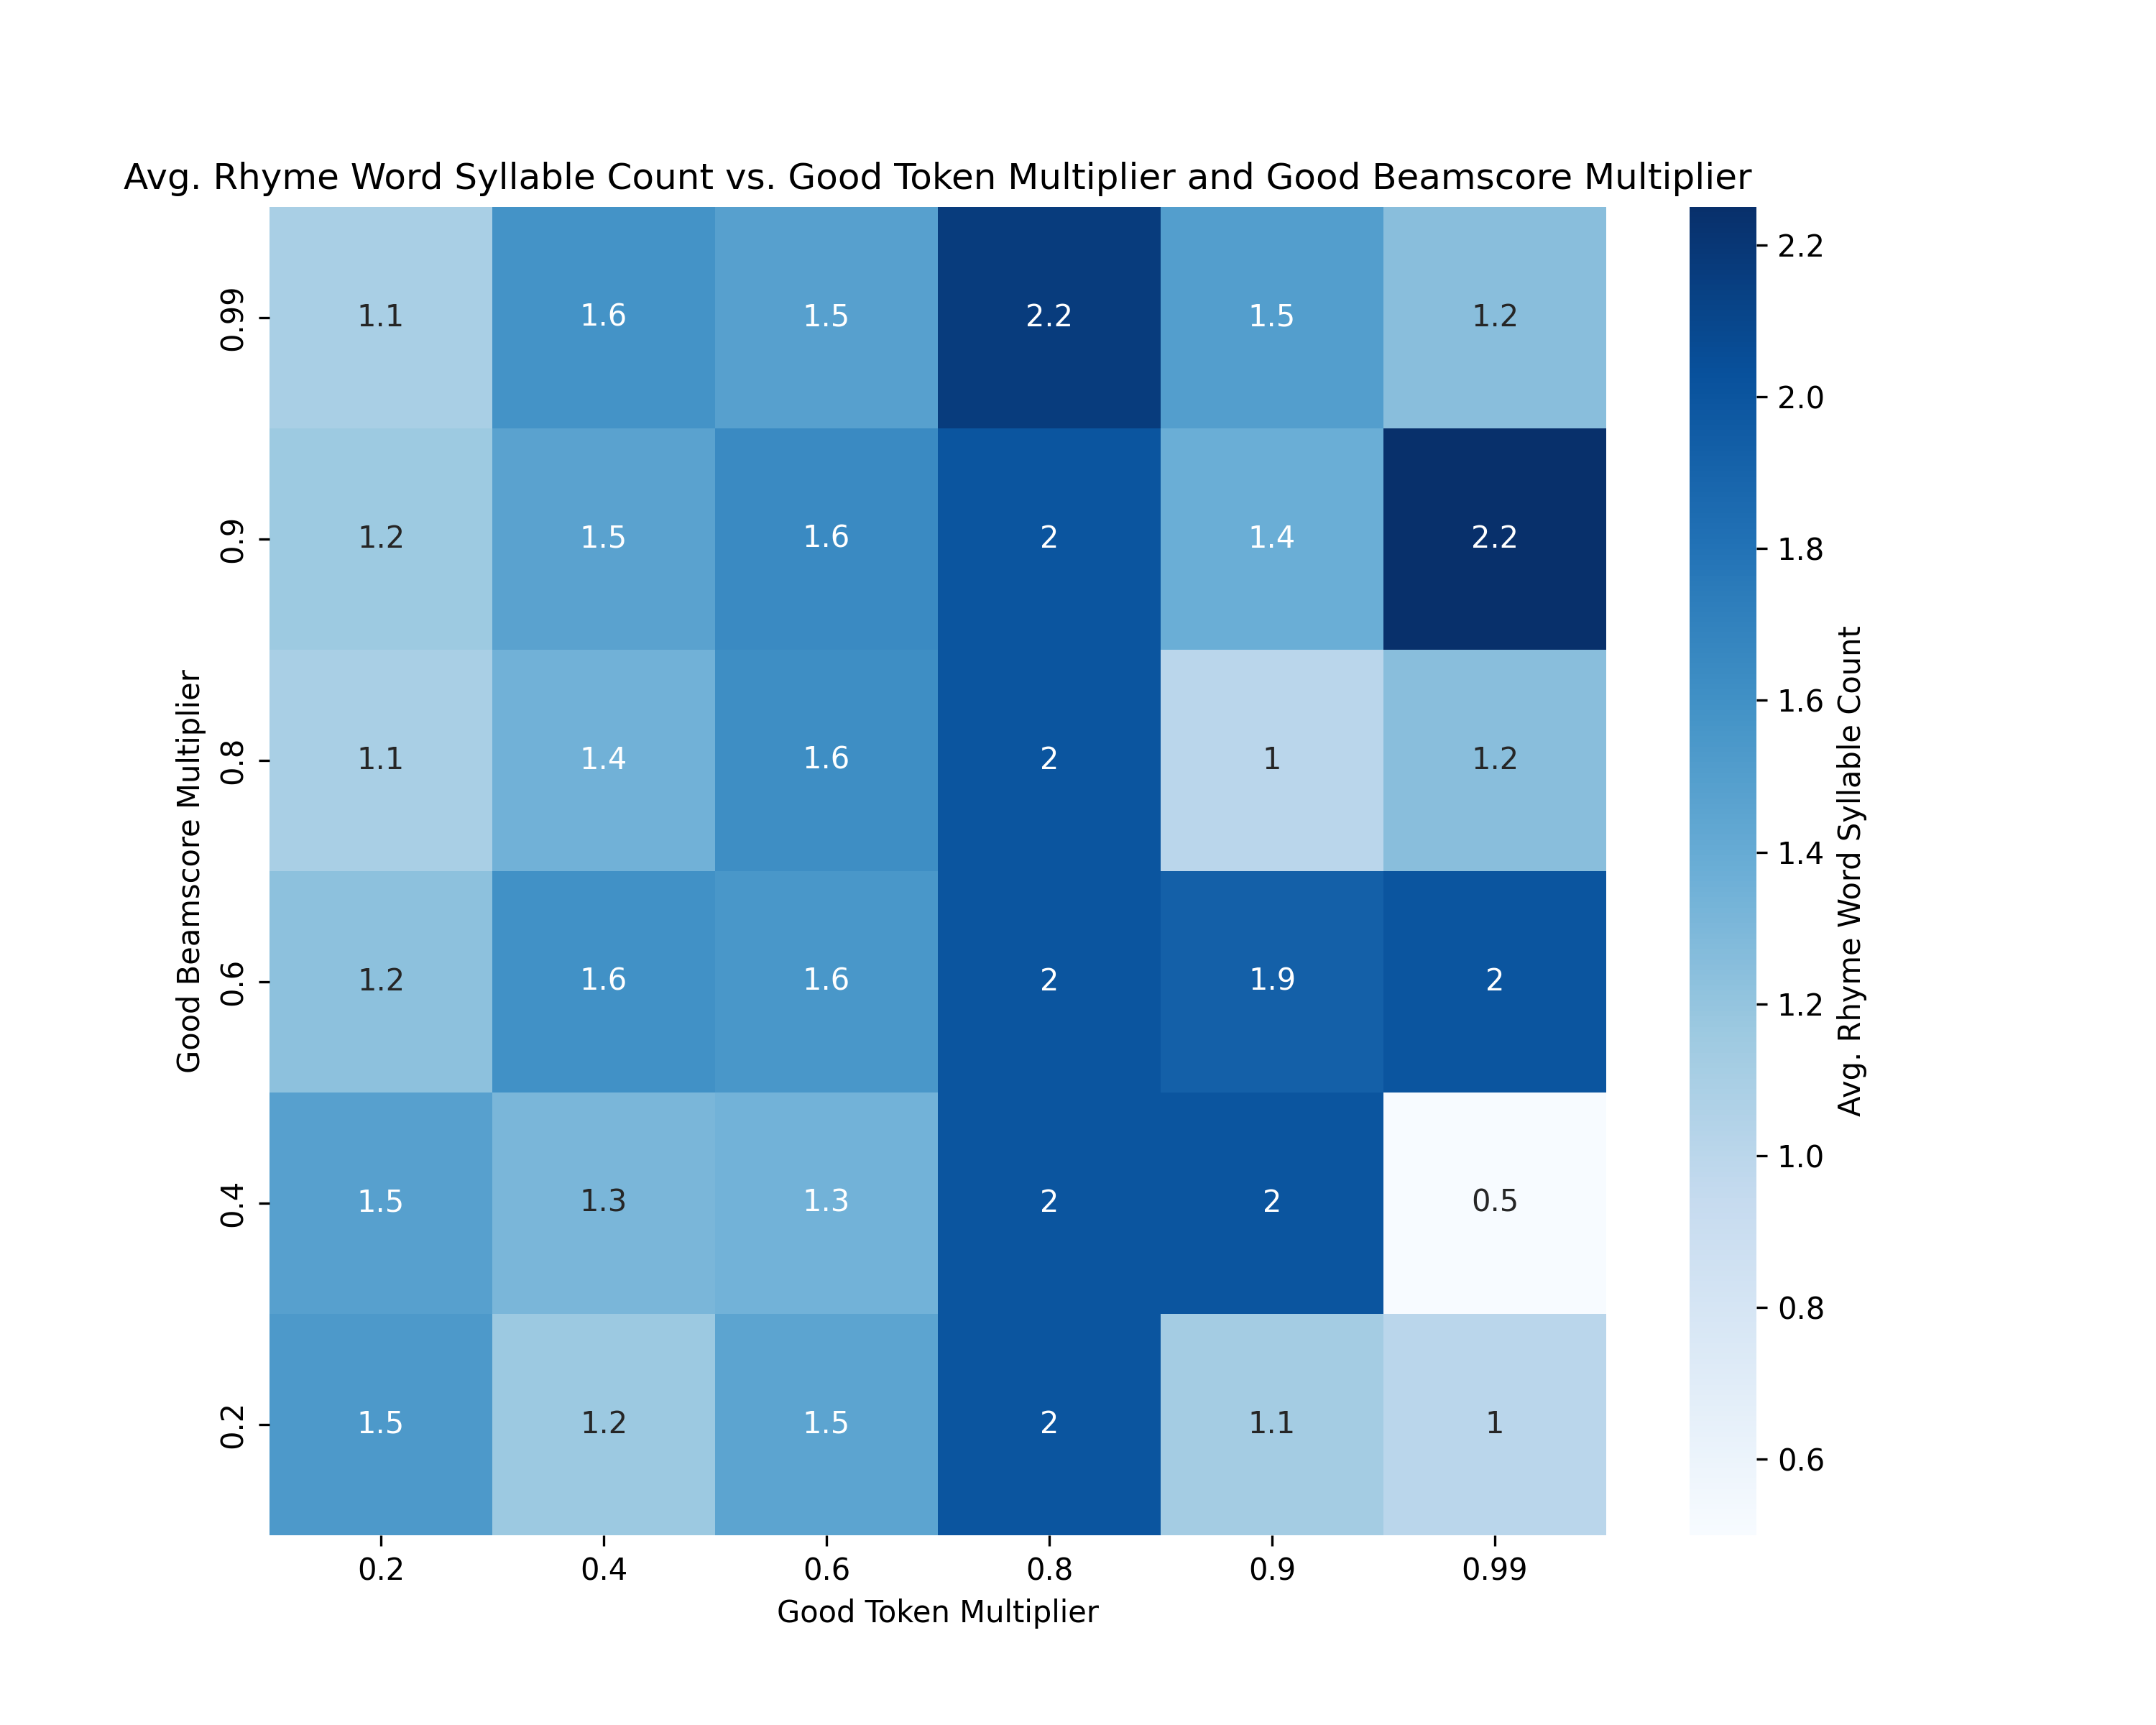 Avg. Rhyme Word Syllable Count vs. Good Token Multiplier and Good Beamscore Multiplier
0.99 1.1 1.6 1.5 2.2 1.5 1.2
0.9 1.2 1.5 1.6 2 1.4 2.2
0.8 1.1 1.4 1.6 2 1 1.2
0.6 1.2 1.6 1.6 2 1.9 2
0.4 1.5 1.3 1.3 2 2 0.5
0.2 1.5 1.2 1.5 2 1.1 1
Good Beamscore Multiplier
0.2 0.4 0.6 0.8 0.9 0.99
Good Token Multiplier
2.2
2.0
1.8
1.6
1.4
1.2
1.0
0.8
0.6
Avg. Rhyme Word Syllable Count